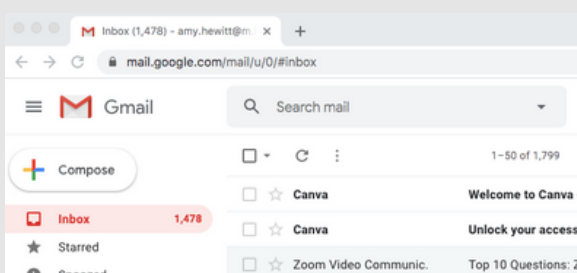 Inbox (1,478) - amy.hewitt@m
mail.google.com/mail/u/0/#inbox
Gmail
Search mail
1-50 of 1,799
Compose
Canva Welcome to Canva
Inbox 1,478
Canva Unlock your access
Starred
Zoom Video Communic. Top 10 Questions: